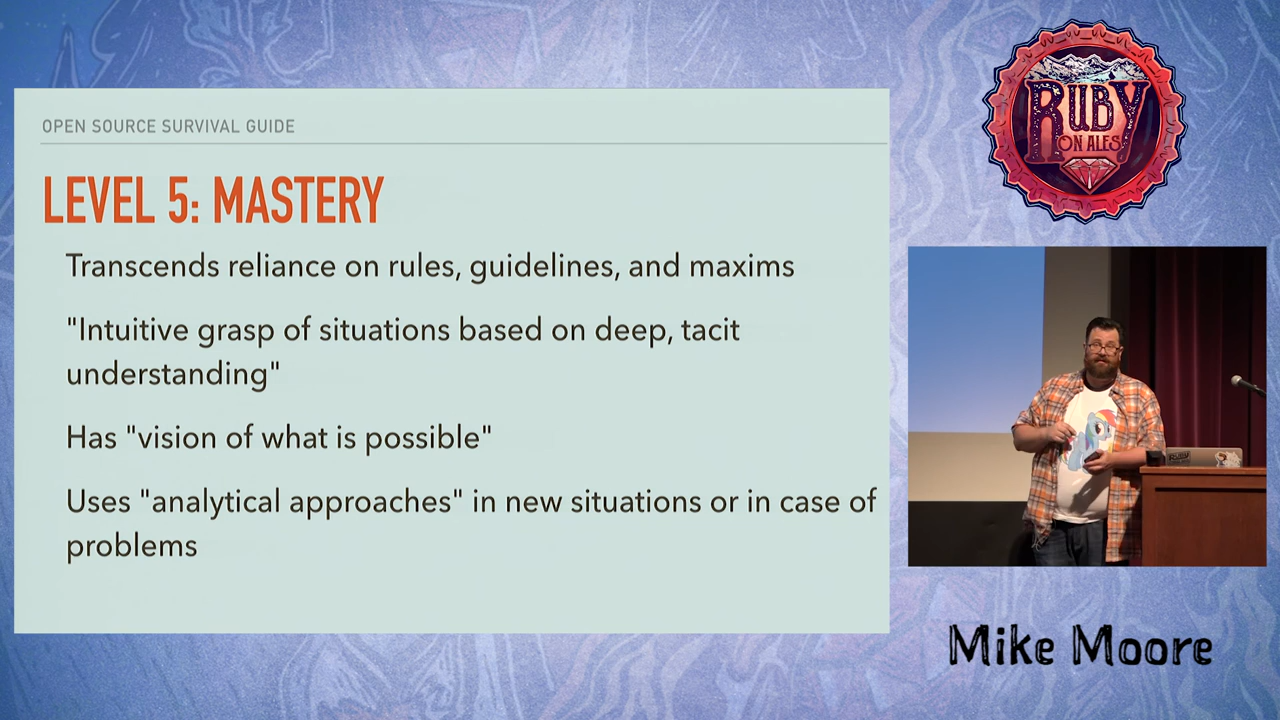 OPEN SOURCE SURVIVAL GUIDE
LEVEL 5: MASTERY
Transcends reliance on rules, guidelines, and maxims
"Intuitive grasp of situations based on deep, tacit
understanding"
Has "vision of what is possible"
Uses "analytical approaches" in new situations or in case of
problems
RUBY
ON ALES
Mike Moore